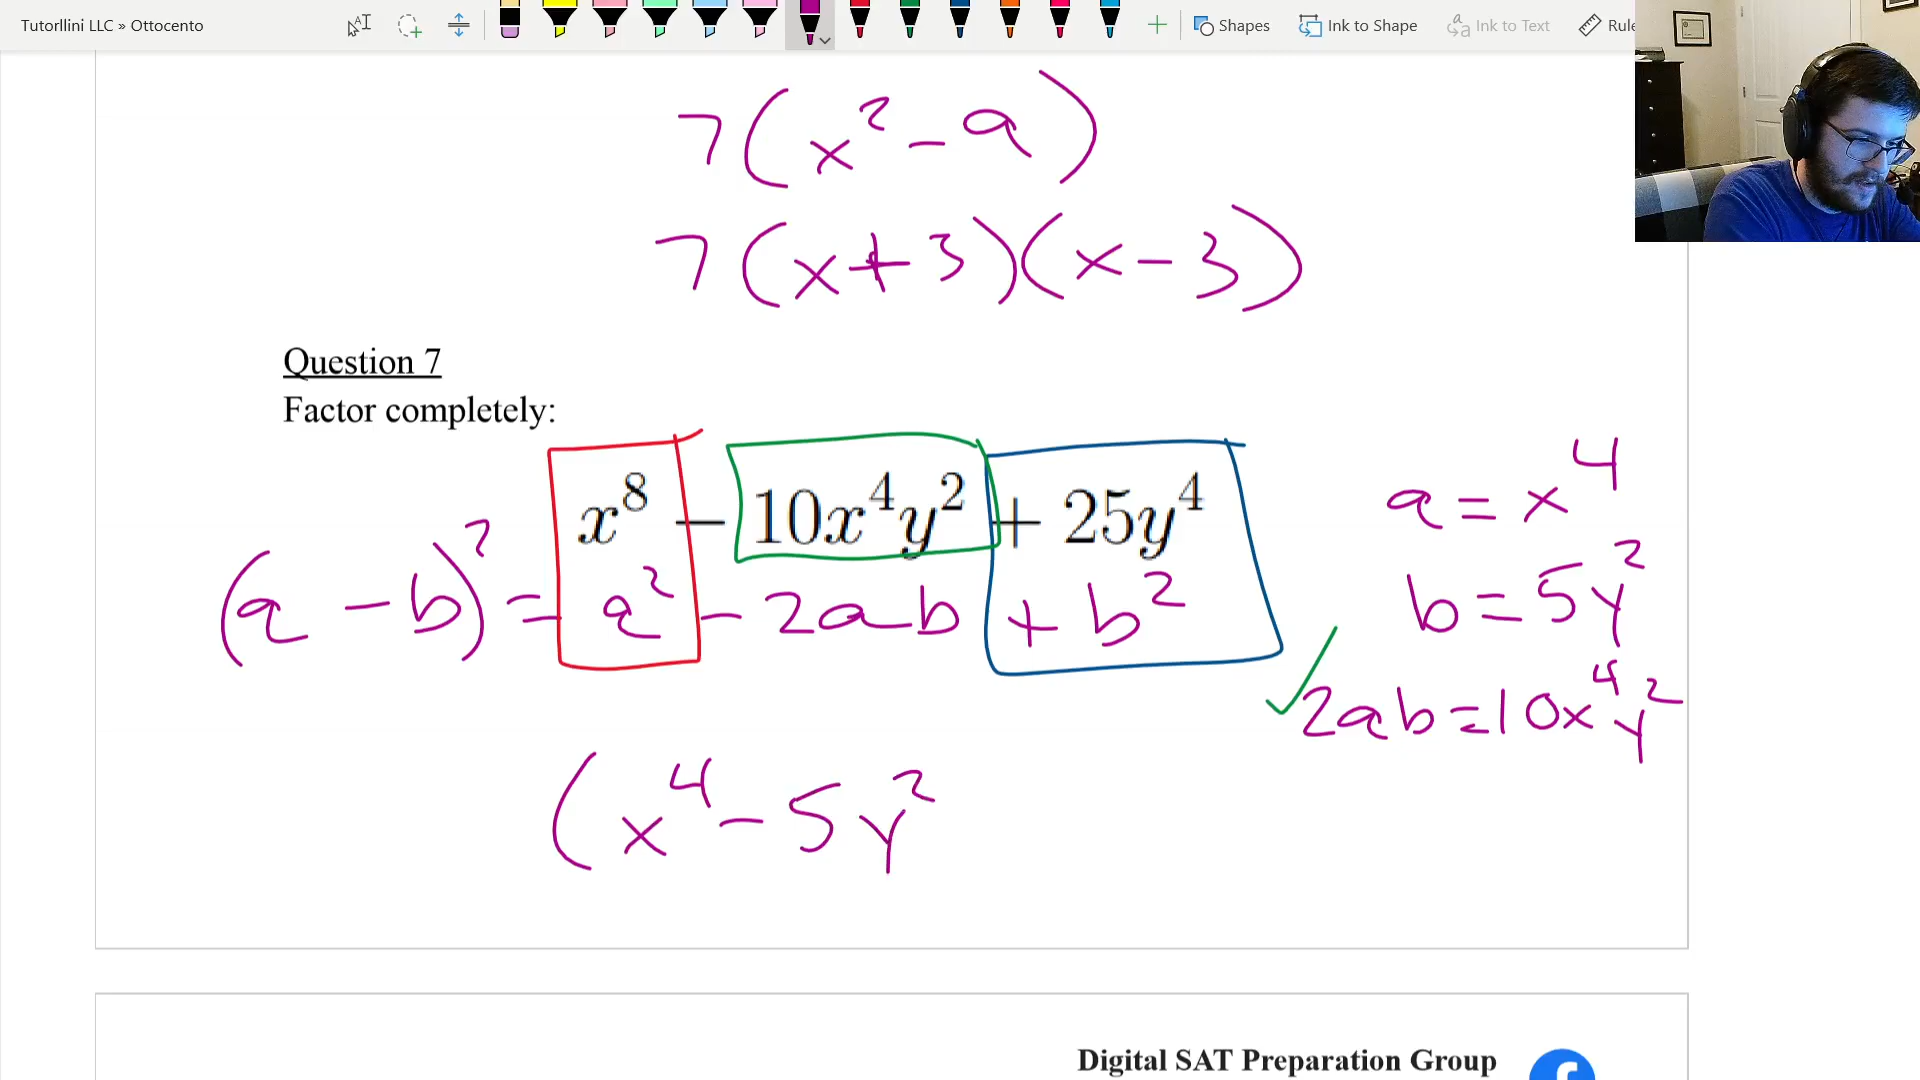 Tutorllini LLC » Ottocento
Shapes
Ink to Shape
Ink to Text
7(x² - 9)
7(x+3)(x-3)
Question 7
Factor completely:
x⁸ − 10x⁴y² + 25y⁴
(a - b)² = a² - 2ab + b²
a = x⁴
b = 5y²
✓2ab=10x⁴y²
(x⁴ - 5y²
Digital SAT Preparation Group